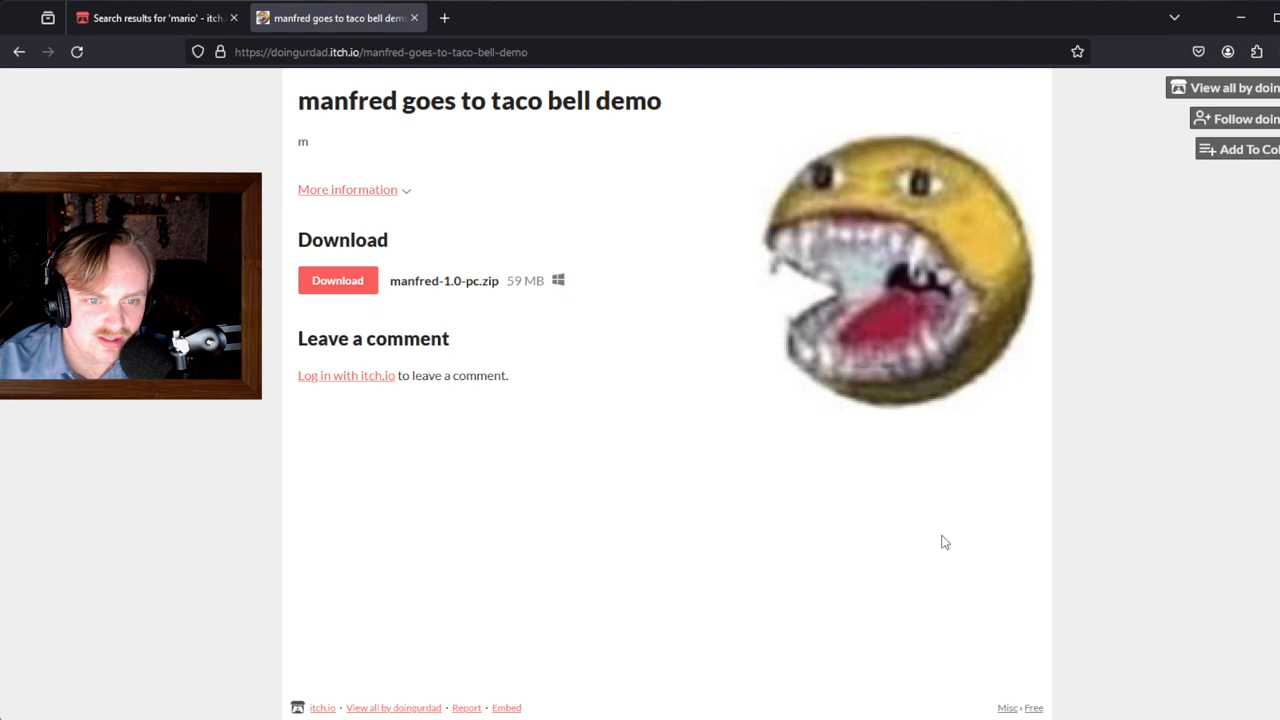 Search results for 'mario' - itch.
manfred goes to taco bell dem
https://doingurdad.itch.io/manfred-goes-to-taco-bell-demo
View all by doin
Follow doin
Add To Col
manfred goes to taco bell demo
m
More information
Download
Download manfred-1.0-pc.zip 59 MB
Leave a comment
Log in with itch.io to leave a comment.
itch.io · View all by doingurdad · Report · Embed
Misc › Free